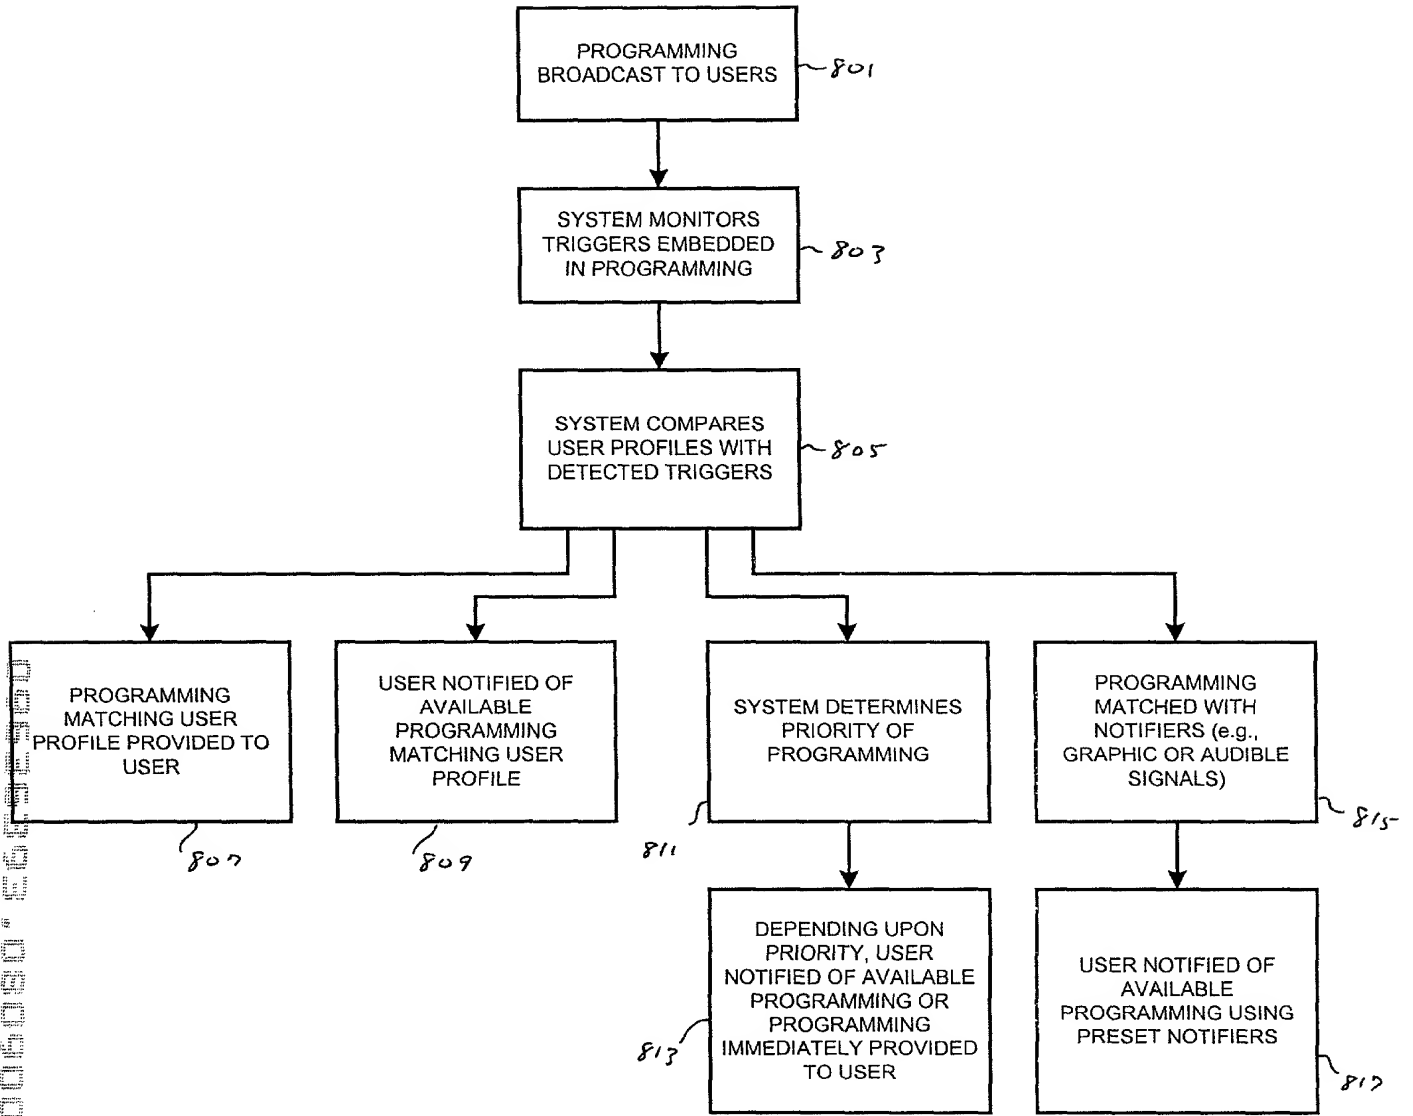 PROGRAMMING
BROADCAST TO USERS
801
SYSTEM MONITORS
TRIGGERS EMBEDDED
IN PROGRAMMING
803
SYSTEM COMPARES
USER PROFILES WITH
DETECTED TRIGGERS
805
PROGRAMMING
MATCHING USER
PROFILE PROVIDED TO
USER
807
USER NOTIFIED OF
AVAILABLE
PROGRAMMING
MATCHING USER
PROFILE
809
SYSTEM DETERMINES
PRIORITY OF
PROGRAMMING
811
PROGRAMMING
MATCHED WITH
NOTIFIERS (e.g.,
GRAPHIC OR AUDIBLE
SIGNALS)
815
DEPENDING UPON
PRIORITY, USER
NOTIFIED OF AVAILABLE
PROGRAMMING OR
PROGRAMMING
IMMEDIATELY PROVIDED
TO USER
813
USER NOTIFIED OF
AVAILABLE
PROGRAMMING USING
PRESET NOTIFIERS
817